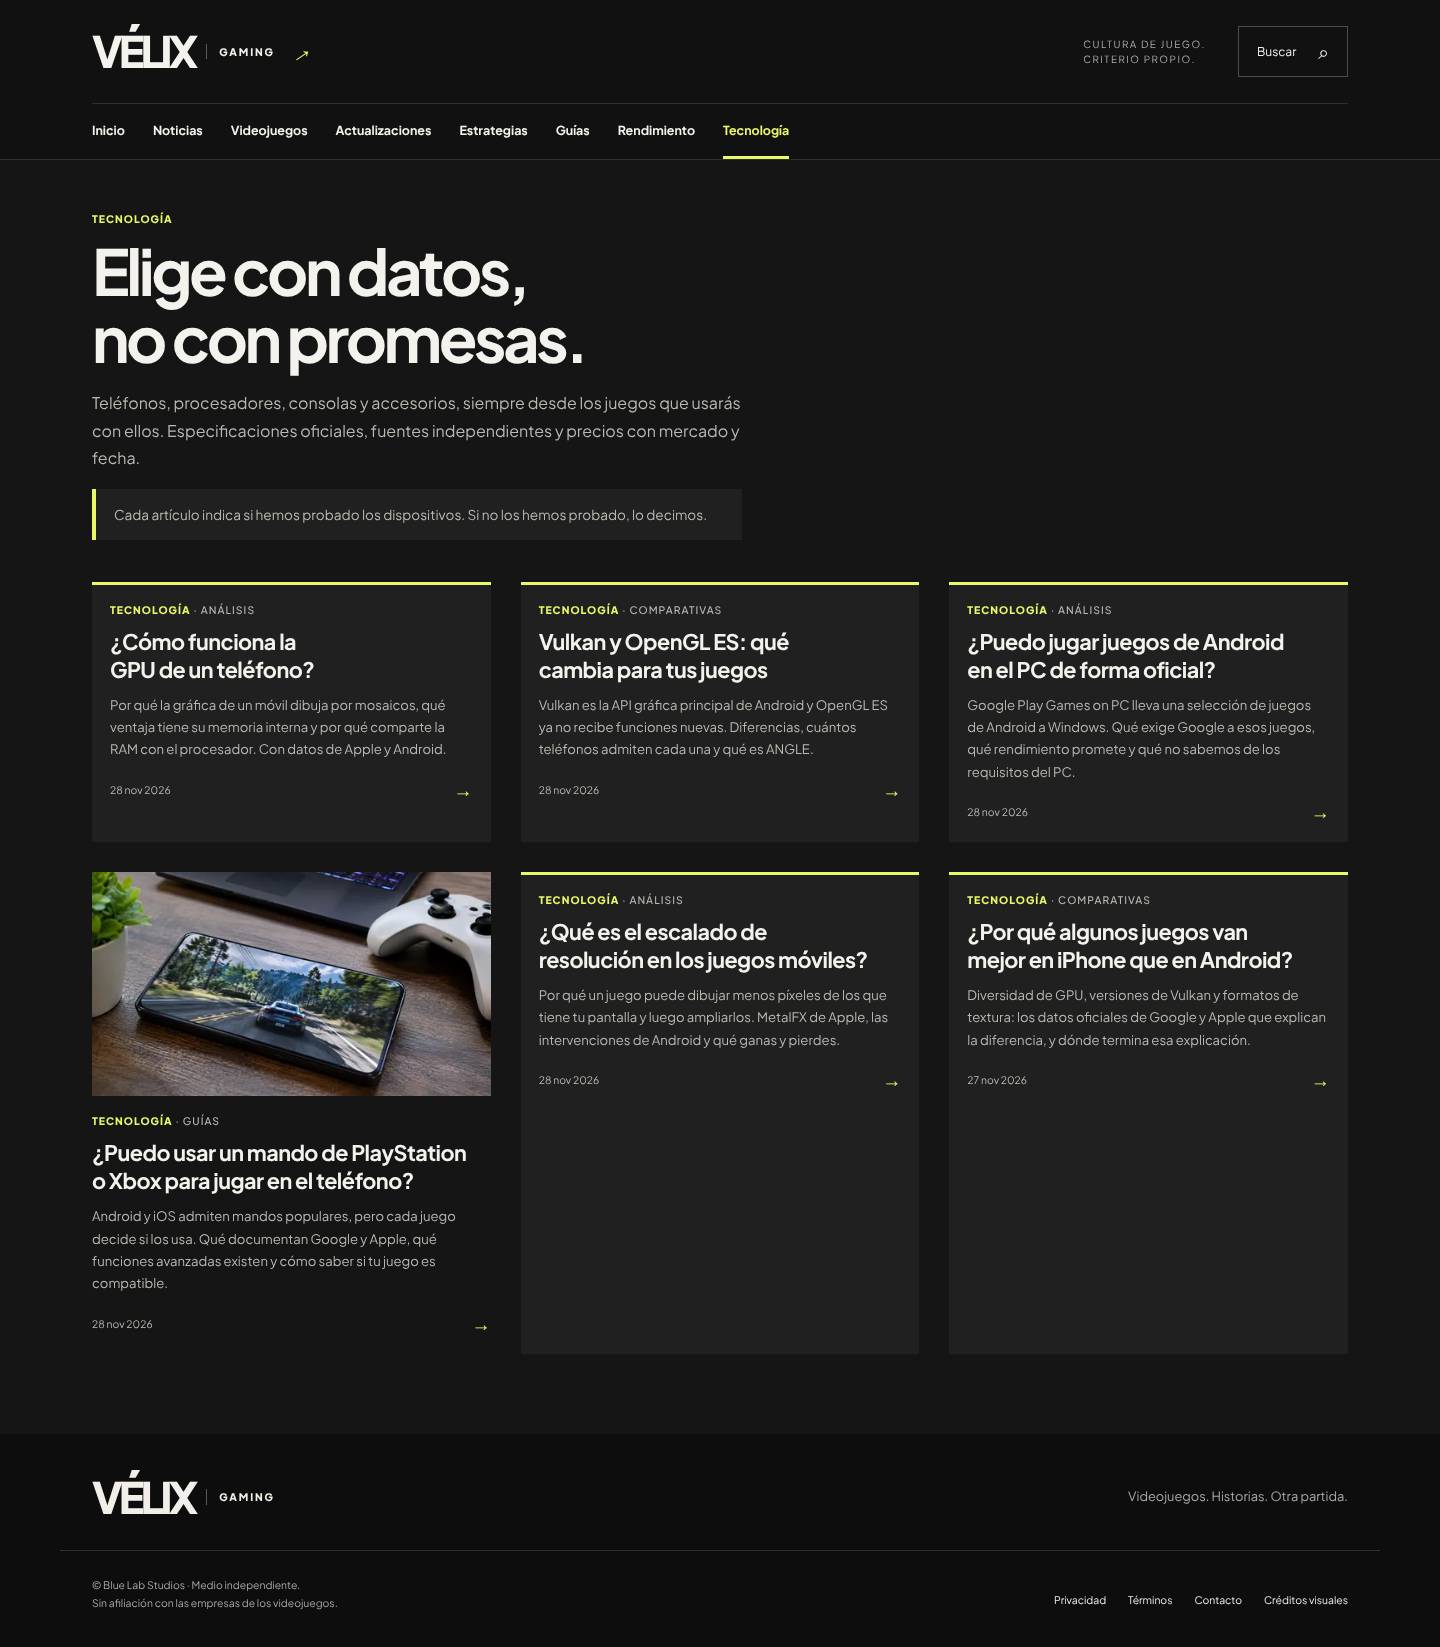 VÉLIX GAMING ↗
CULTURA DE JUEGO.
CRITERIO PROPIO.
Buscar
Inicio Noticias Videojuegos Actualizaciones Estrategias Guías Rendimiento Tecnología
TECNOLOGÍA
Elige con datos,
no con promesas.
Teléfonos, procesadores, consolas y accesorios, siempre desde los juegos que usarás
con ellos. Especificaciones oficiales, fuentes independientes y precios con mercado y
fecha.
Cada artículo indica si hemos probado los dispositivos. Si no los hemos probado, lo decimos.
TECNOLOGÍA · ANÁLISIS
¿Cómo funciona la
GPU de un teléfono?
Por qué la gráfica de un móvil dibuja por mosaicos, qué
ventaja tiene su memoria interna y por qué comparte la
RAM con el procesador. Con datos de Apple y Android.
28 nov 2026 →
TECNOLOGÍA · COMPARATIVAS
Vulkan y OpenGL ES: qué
cambia para tus juegos
Vulkan es la API gráfica principal de Android y OpenGL ES
ya no recibe funciones nuevas. Diferencias, cuántos
teléfonos admiten cada una y qué es ANGLE.
28 nov 2026 →
TECNOLOGÍA · ANÁLISIS
¿Puedo jugar juegos de Android
en el PC de forma oficial?
Google Play Games on PC lleva una selección de juegos
de Android a Windows. Qué exige Google a esos juegos,
qué rendimiento promete y qué no sabemos de los
requisitos del PC.
28 nov 2026 →
TECNOLOGÍA · GUÍAS
¿Puedo usar un mando de PlayStation
o Xbox para jugar en el teléfono?
Android y iOS admiten mandos populares, pero cada juego
decide si los usa. Qué documentan Google y Apple, qué
funciones avanzadas existen y cómo saber si tu juego es
compatible.
28 nov 2026 →
TECNOLOGÍA · ANÁLISIS
¿Qué es el escalado de
resolución en los juegos móviles?
Por qué un juego puede dibujar menos píxeles de los que
tiene tu pantalla y luego ampliarlos. MetalFX de Apple, las
intervenciones de Android y qué ganas y pierdes.
28 nov 2026 →
TECNOLOGÍA · COMPARATIVAS
¿Por qué algunos juegos van
mejor en iPhone que en Android?
Diversidad de GPU, versiones de Vulkan y formatos de
textura: los datos oficiales de Google y Apple que explican
la diferencia, y dónde termina esa explicación.
27 nov 2026 →
VÉLIX GAMING
Videojuegos. Historias. Otra partida.
© Blue Lab Studios · Medio independiente.
Sin afiliación con las empresas de los videojuegos.
Privacidad Términos Contacto Créditos visuales